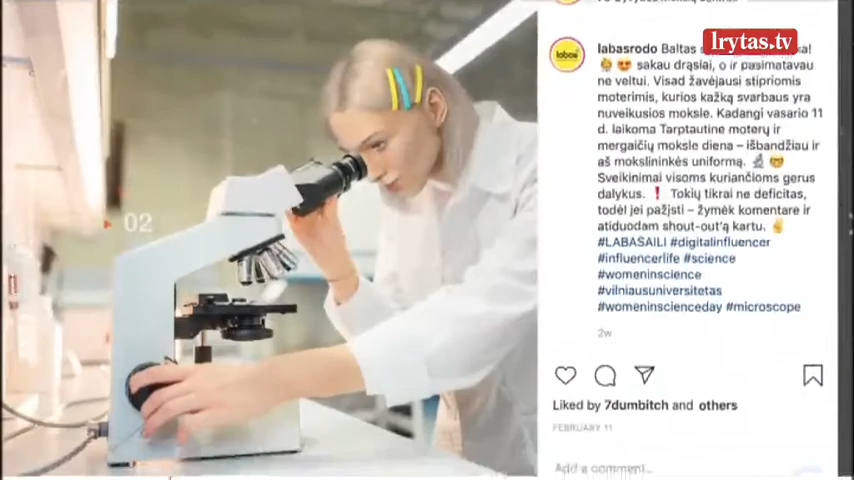 Lrytas.tv
labas
labasrodo Baltas
sakau drąsiai, o ir pasimatavau
ne veltui. Visad žavėjausi stipriomis
moterimis, kurios kažką svarbaus yra
nuveikusios moksle. Kadangi vasario 11
d. laikoma Tarptautine moterų ir
mergaičių mokslo diena – išbandžiau ir
aš mokslininkės uniformą. 🔬 🤓
Sveikinimai visoms kuriančioms gerus
dalykus. ❗ Tokių tikrai ne deficitas,
todėl jei pažįsti – žymėk komentare ir
atiduodam shout-out'ą kartu. ✌
#LABASAILI #digitalinfluencer
#influencerlife #science
#womeninscience
#vilniausuniversitetas
#womeninscienceday #microscope
2w
02
Liked by 7dumbitch and others
FEBRUARY 11
Add a comment...